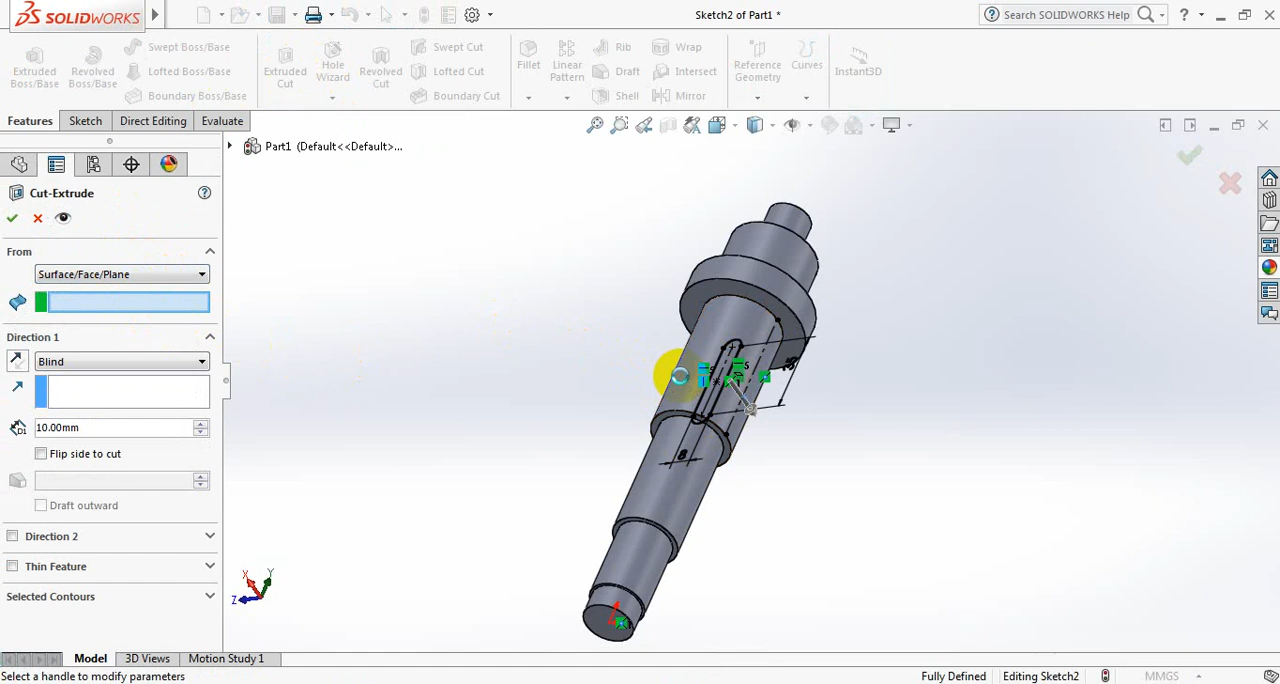 SOLIDWORKS
Sketch2 of Part1 *
Search SOLIDWORKS Help
?
Extruded Boss/Base
Revolved Boss/Base
Swept Boss/Base
Lofted Boss/Base
Boundary Boss/Base
Extruded Cut
Hole Wizard
Revolved Cut
Swept Cut
Lofted Cut
Boundary Cut
Fillet
Linear Pattern
Rib
Draft
Shell
Wrap
Intersect
Mirror
Reference Geometry
Curves
Instant3D
Features
Sketch
Direct Editing
Evaluate
Part1 (Default<<Default>...
Cut-Extrude
?
From
Surface/Face/Plane
Direction 1
Blind
10.00mm
Flip side to cut
Draft outward
Direction 2
Thin Feature
Selected Contours
35
8
X
Y
Z
Model
3D Views
Motion Study 1
Select a handle to modify parameters
Fully Defined
Editing Sketch2
MMGS